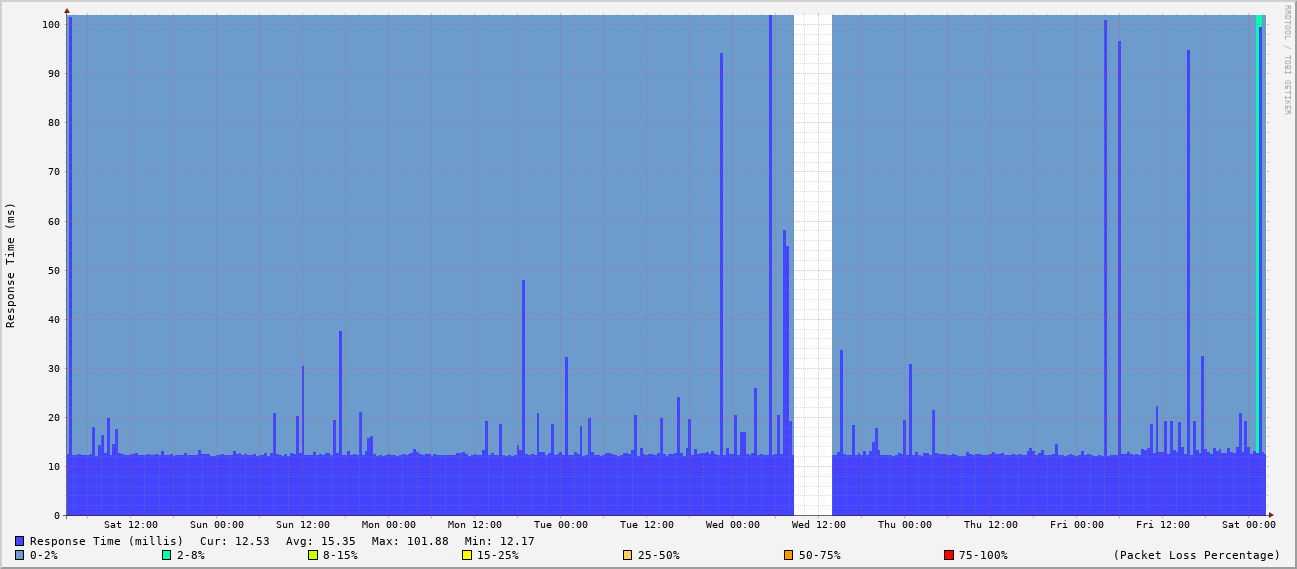 RRDTOOL / TOBI OETIKER
Response Time (ms)
100
90
80
70
60
50
40
30
20
10
0
Sat 12:00 Sun 00:00 Sun 12:00 Mon 00:00 Mon 12:00 Tue 00:00 Tue 12:00 Wed 00:00 Wed 12:00 Thu 00:00 Thu 12:00 Fri 00:00 Fri 12:00 Sat 00:00
Response Time (millis) Cur: 12.53 Avg: 15.35 Max: 101.88 Min: 12.17
0-2% 2-8% 8-15% 15-25% 25-50% 50-75% 75-100% (Packet Loss Percentage)